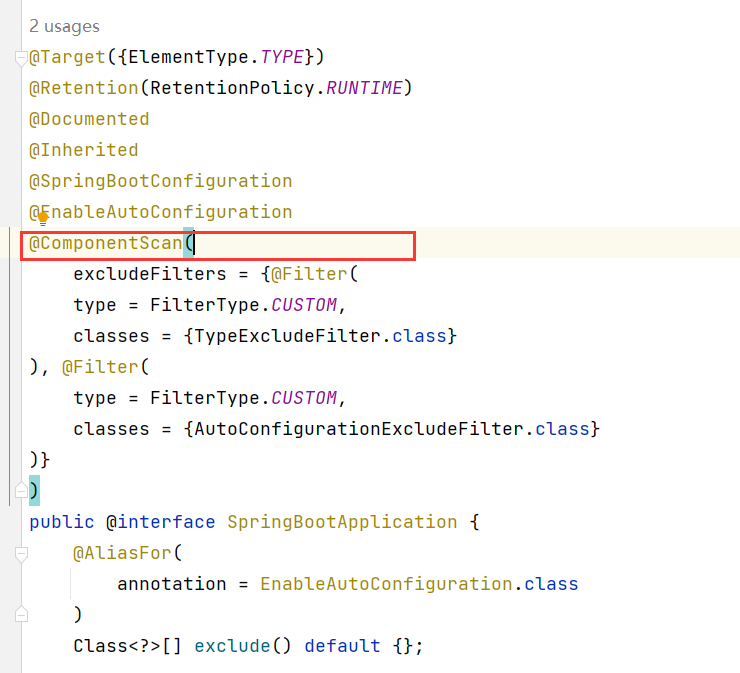 2 usages
@Target({ElementType.TYPE})
@Retention(RetentionPolicy.RUNTIME)
@Documented
@Inherited
@SpringBootConfiguration
@EnableAutoConfiguration
@ComponentScan(
    excludeFilters = {@Filter(
    type = FilterType.CUSTOM,
    classes = {TypeExcludeFilter.class}
), @Filter(
    type = FilterType.CUSTOM,
    classes = {AutoConfigurationExcludeFilter.class}
)}
)
public @interface SpringBootApplication {
    @AliasFor(
        annotation = EnableAutoConfiguration.class
    )
    Class<?>[] exclude() default {};